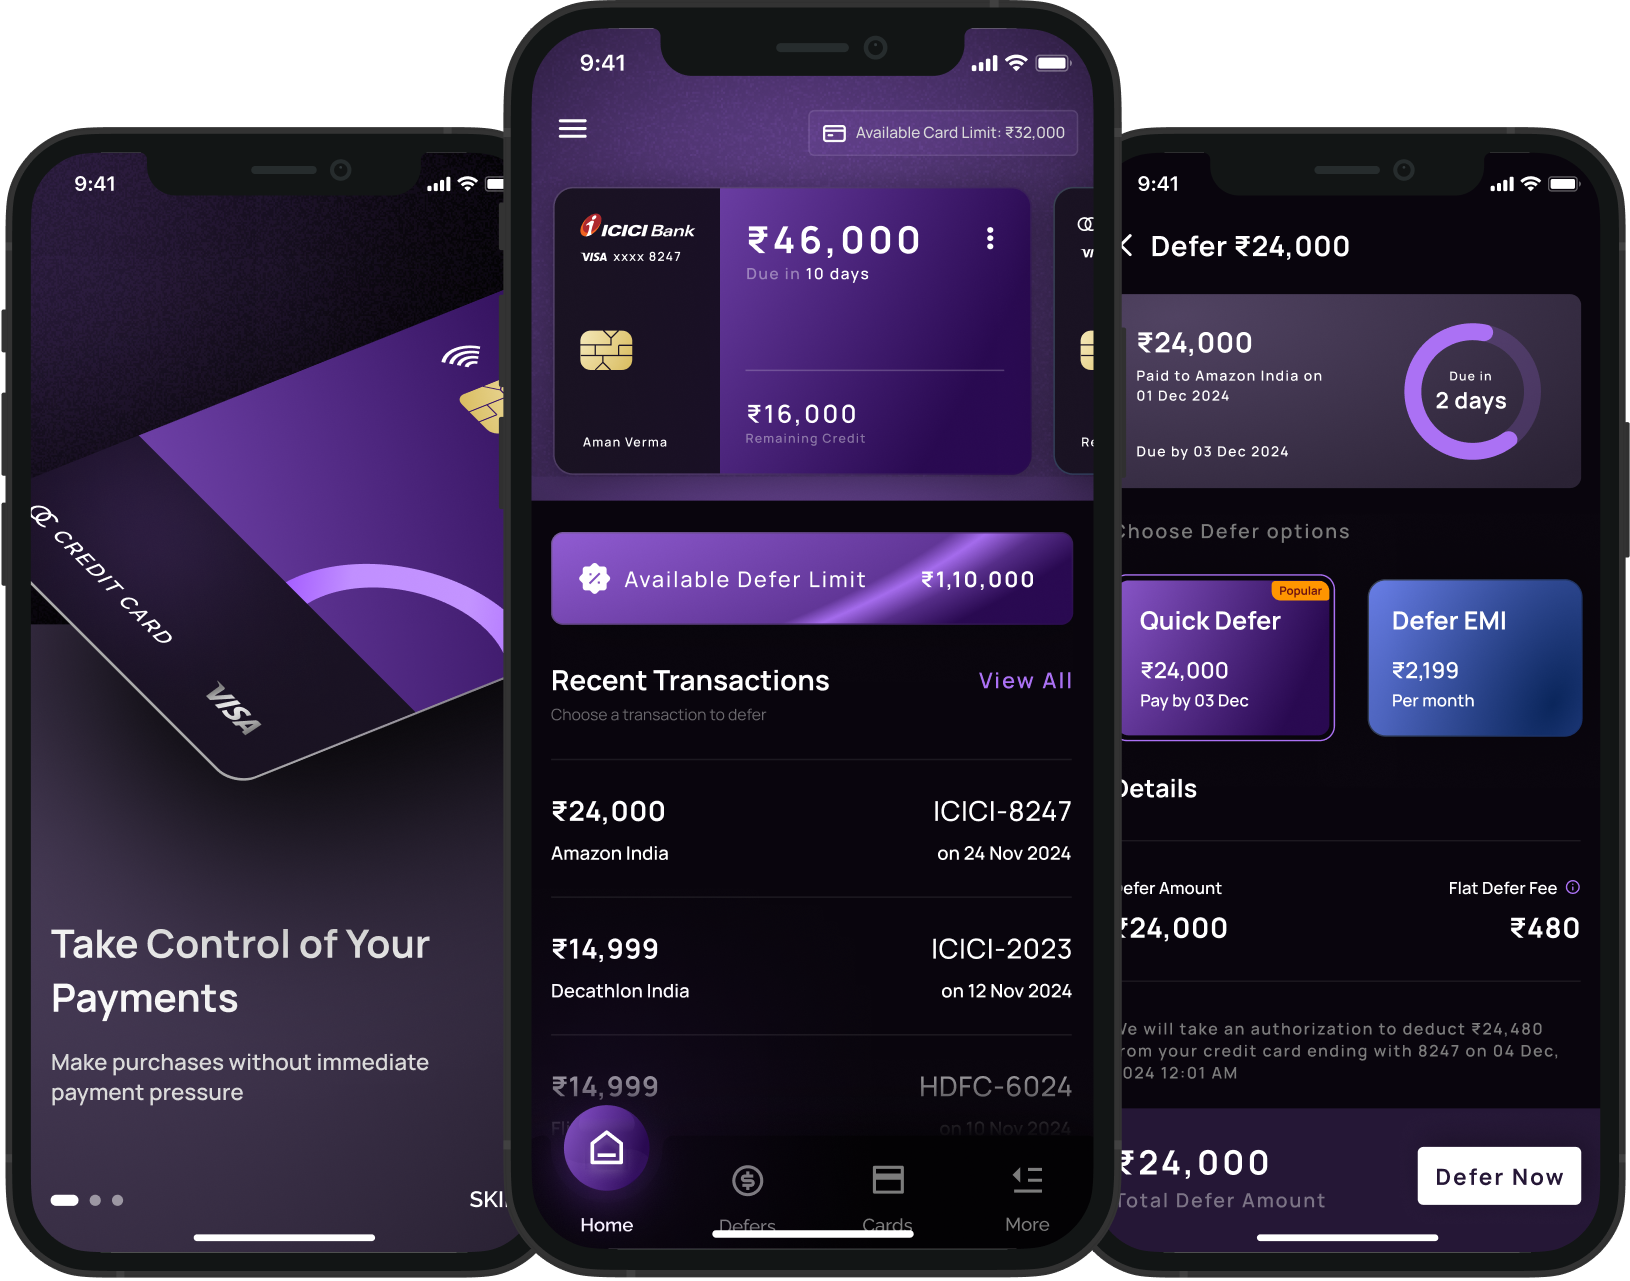 9:41
CREDIT CARD
VISA
Take Control of Your
Payments
Make purchases without immediate
payment pressure
9:41
Available Card Limit: ₹32,000
ICICI Bank
VISA xxxx 8247
₹46,000
Due in 10 days
₹16,000
Remaining Credit
Aman Verma
Available Defer Limit ₹1,10,000
Recent Transactions View All
Choose a transaction to defer
₹24,000 ICICI-8247
Amazon India on 24 Nov 2024
₹14,999 ICICI-2023
Decathlon India on 12 Nov 2024
₹14,999 HDFC-6024
on 10 Nov 2024
Home Defers Cards More
9:41
Defer ₹24,000
₹24,000
Paid to Amazon India on
01 Dec 2024
Due by 03 Dec 2024
Due in
2 days
Choose Defer options
Popular
Quick Defer
₹24,000
Pay by 03 Dec
Defer EMI
₹2,199
Per month
Details
Defer Amount Flat Defer Fee
₹24,000 ₹480
We will take an authorization to deduct ₹24,480
from your credit card ending with 8247 on 04 Dec,
2024 12:01 AM
₹24,000
Total Defer Amount
Defer Now